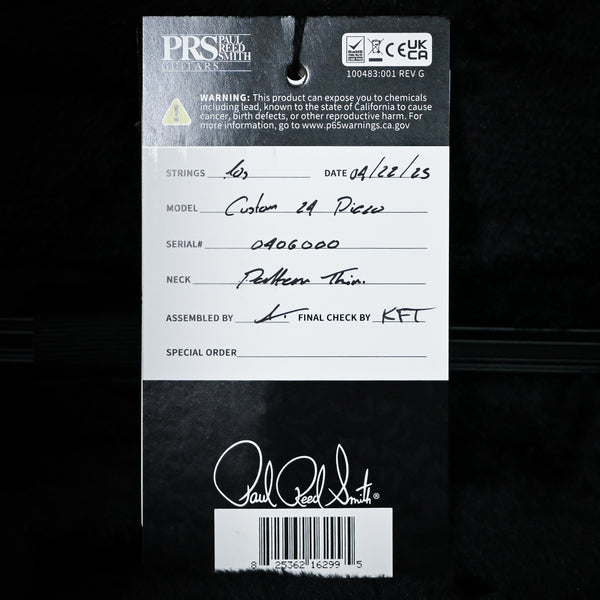 PRS PAUL REED SMITH
GUITARS
RoHS
CE UK CA
100483:001 REV G
WARNING: This product can expose you to chemicals
including lead, known to the state of California to cause
cancer, birth defects, or other reproductive harm. For
more information, go to www.p65warnings.ca.gov
STRINGS 10s DATE 04/22/25
MODEL Custom 24 Piezo
SERIAL# 0406000
NECK Pattern Thin.
ASSEMBLED BY FINAL CHECK BY KFT
SPECIAL ORDER
Paul Reed Smith®
8 25362 16299 5